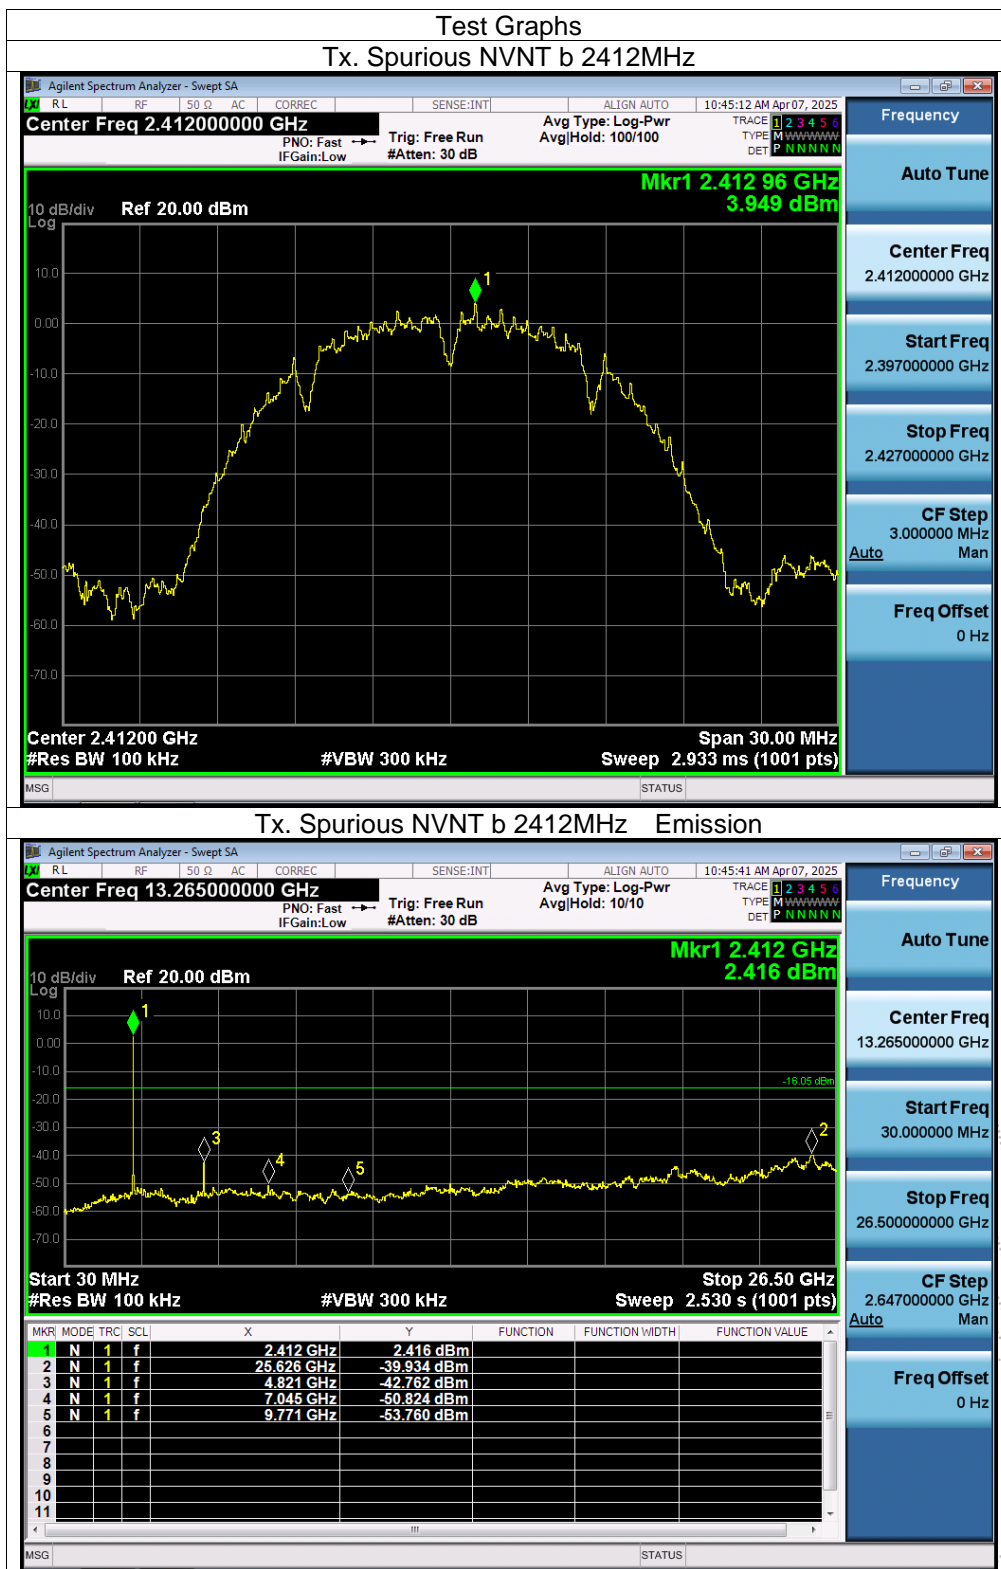 Test Graphs
Tx. Spurious NVNT b 2412MHz
Agilent Spectrum Analyzer - Swept SA
LXI RL RF 50 Ω AC CORREC SENSE:INT ALIGN AUTO 10:45:12 AM Apr 07, 2025
Center Freq 2.412000000 GHz
PNO: Fast
IFGain:Low
Trig: Free Run
#Atten: 30 dB
Avg Type: Log-Pwr
Avg|Hold: 100/100
TRACE 1 2 3 4 5 6
TYPE M WWWWW
DET P N N N N N
Frequency
Auto Tune
Mkr1 2.412 96 GHz
3.949 dBm
10 dB/div Ref 20.00 dBm
Log
1
10.0
0.00
-10.0
-20.0
-30.0
-40.0
-50.0
-60.0
-70.0
Center 2.41200 GHz Span 30.00 MHz
#Res BW 100 kHz #VBW 300 kHz Sweep 2.933 ms (1001 pts)
Center Freq
2.412000000 GHz
Start Freq
2.397000000 GHz
Stop Freq
2.427000000 GHz
CF Step
3.000000 MHz
Auto Man
Freq Offset
0 Hz
MSG STATUS
Tx. Spurious NVNT b 2412MHz Emission
Agilent Spectrum Analyzer - Swept SA
LXI RL RF 50 Ω AC CORREC SENSE:INT ALIGN AUTO 10:45:41 AM Apr 07, 2025
Center Freq 13.265000000 GHz
PNO: Fast
IFGain:Low
Trig: Free Run
#Atten: 30 dB
Avg Type: Log-Pwr
Avg|Hold: 10/10
TRACE 1 2 3 4 5 6
TYPE M WWWWW
DET P N N N N N
Frequency
Auto Tune
Mkr1 2.412 GHz
2.416 dBm
10 dB/div Ref 20.00 dBm
Log
10.0
0.00
-10.0
-20.0
-30.0
-40.0
-50.0
-60.0
-70.0
1
-16.05 dBm
2
3
4
5
Start 30 MHz Stop 26.50 GHz
#Res BW 100 kHz #VBW 300 kHz Sweep 2.530 s (1001 pts)
MKR MODE TRC SCL X Y FUNCTION FUNCTION WIDTH FUNCTION VALUE
1 N 1 f 2.412 GHz 2.416 dBm
2 N 1 f 25.626 GHz -39.934 dBm
3 N 1 f 4.821 GHz -42.762 dBm
4 N 1 f 7.045 GHz -50.824 dBm
5 N 1 f 9.771 GHz -53.760 dBm
6
7
8
9
10
11
Center Freq
13.265000000 GHz
Start Freq
30.000000 MHz
Stop Freq
26.500000000 GHz
CF Step
2.647000000 GHz
Auto Man
Freq Offset
0 Hz
MSG STATUS